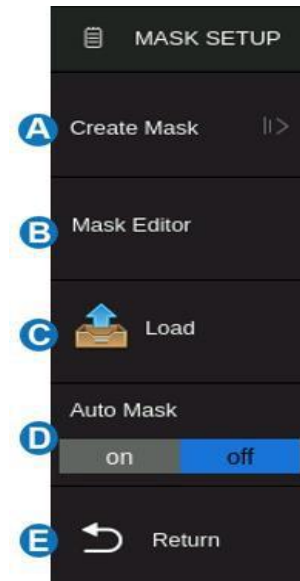 MASK SETUP
A Create Mask
B Mask Editor
C Load
D Auto Mask
on off
E Return